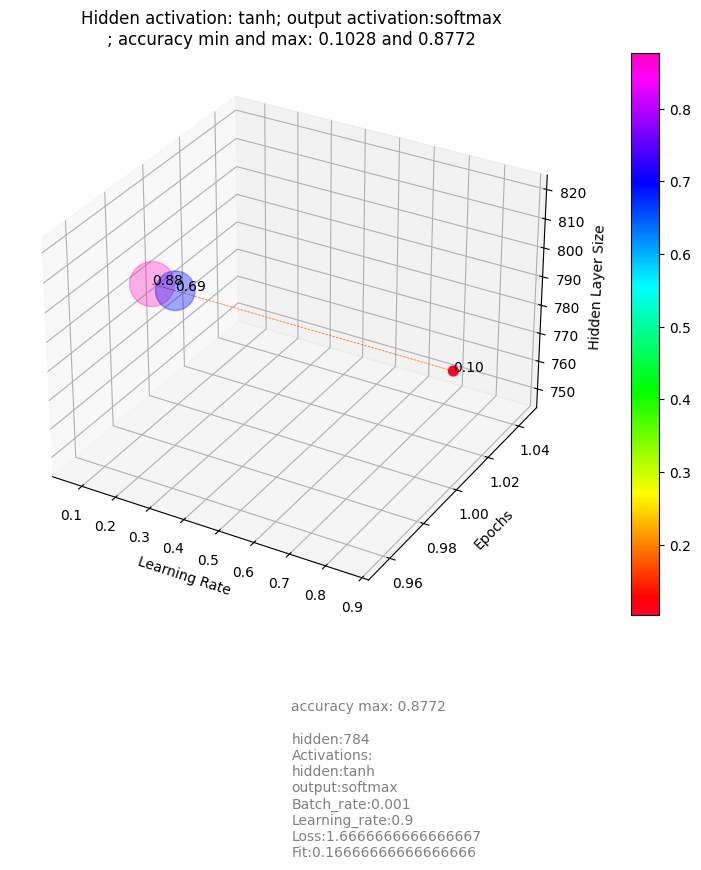 Hidden activation: tanh; output activation:softmax
; accuracy min and max: 0.1028 and 0.8772
0.88
0.69
0.10
820
810
800
790
780
770
760
750
Hidden Layer Size
0.1
0.2
0.3
0.4
0.5
0.6
0.7
0.8
0.9
Learning Rate
0.96
0.98
1.00
1.02
1.04
Epochs
0.8
0.7
0.6
0.5
0.4
0.3
0.2
accuracy max: 0.8772
hidden:784
Activations:
hidden:tanh
output:softmax
Batch_rate:0.001
Learning_rate:0.9
Loss:1.6666666666666667
Fit:0.16666666666666666